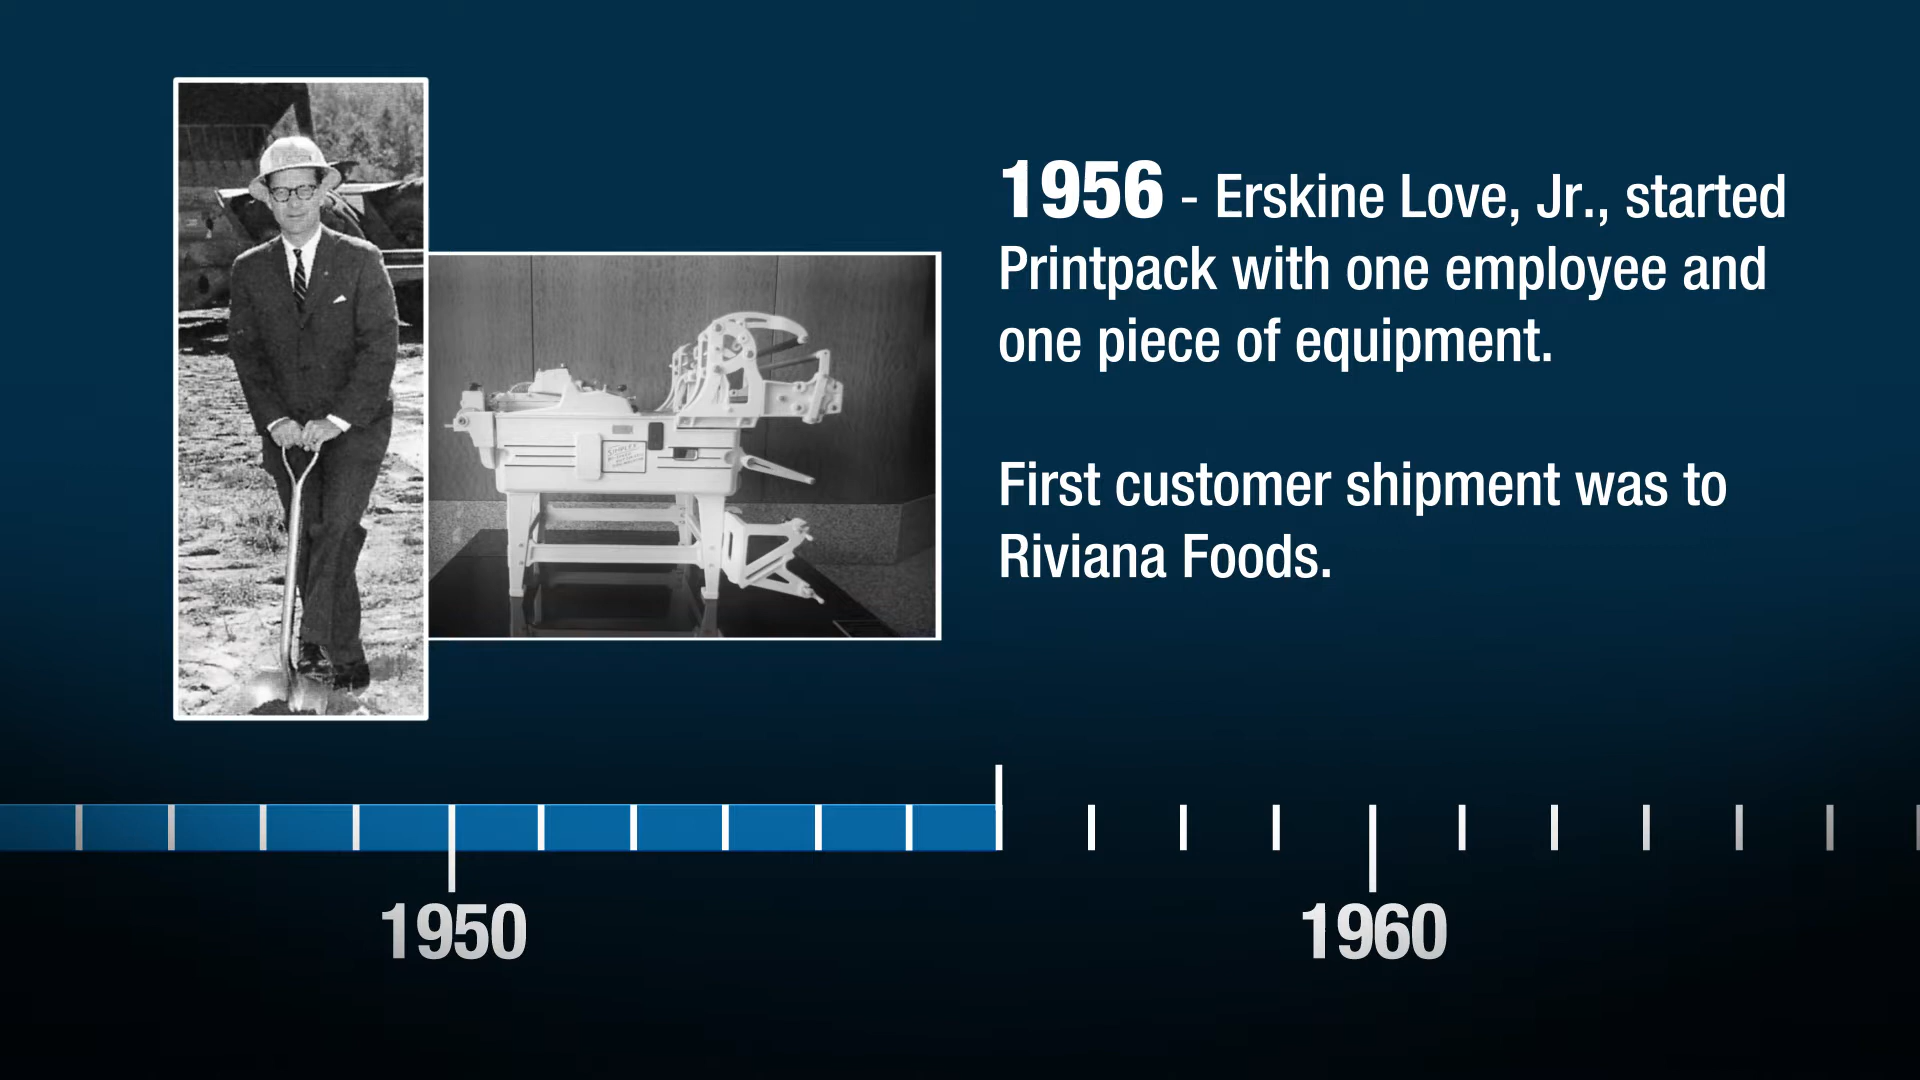 1956 - Erskine Love, Jr., started
Printpack with one employee and
one piece of equipment.
First customer shipment was to
Riviana Foods.
1950
1960